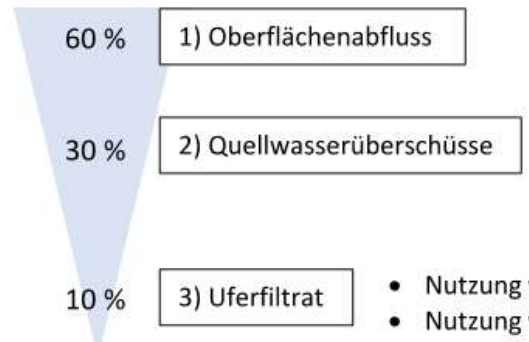 60 % 1) Oberflächenabfluss
30 % 2) Quellwasserüberschüsse
10 % 3) Uferfiltrat
• Nutzung
• Nutzung